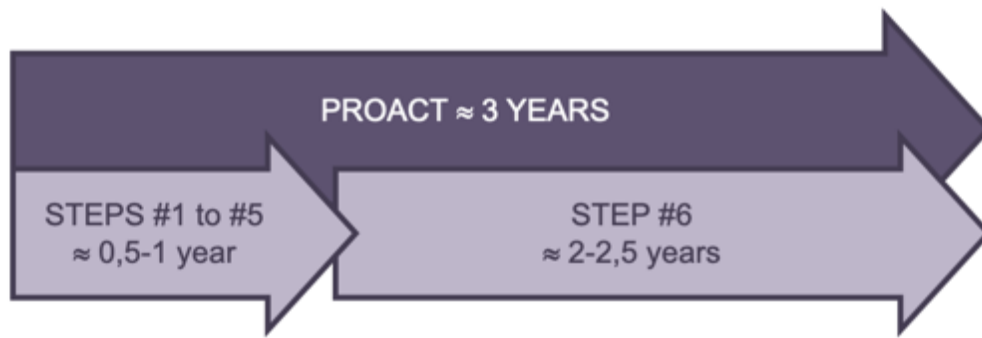 PROACT ≈ 3 YEARS
STEPS #1 to #5
≈ 0,5-1 year
STEP #6
≈ 2-2,5 years